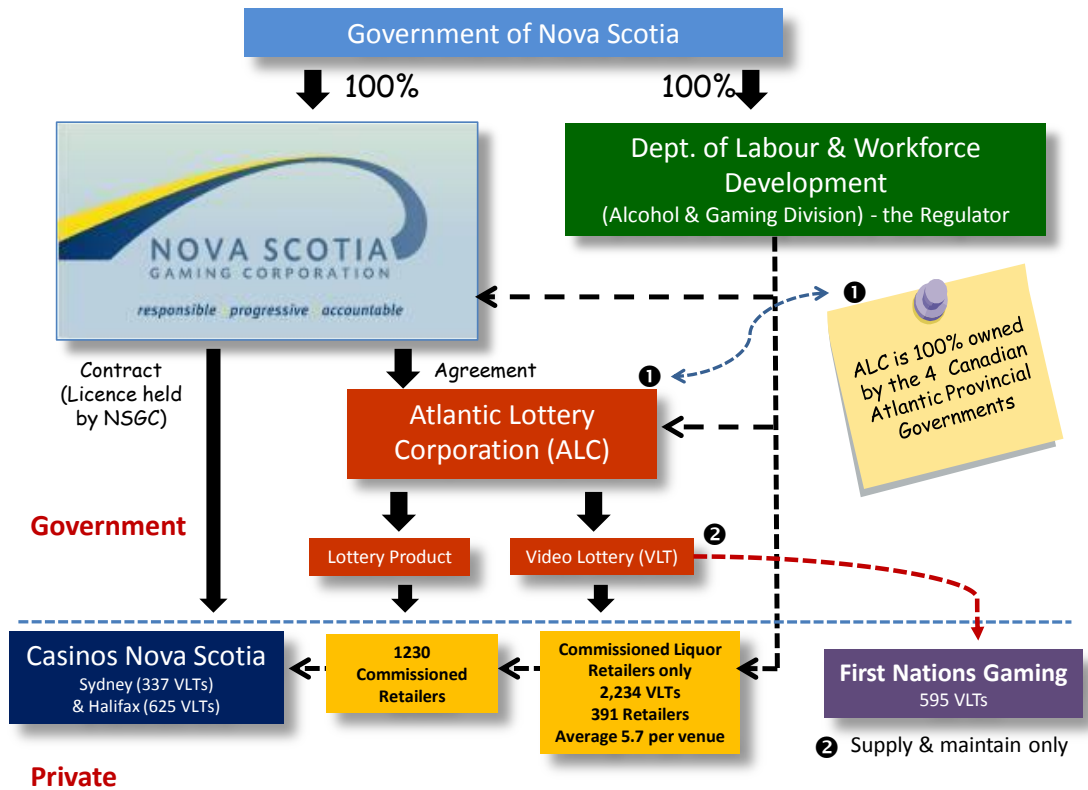 Government of Nova Scotia
100%
100%
NOVA SCOTIA
GAMING CORPORATION
responsible progressive accountable
Dept. of Labour & Workforce
Development
(Alcohol & Gaming Division) - the Regulator
❶
ALC is 100% owned
by the 4 Canadian
Atlantic Provincial
Governments
Contract
(Licence held
by NSGC)
Agreement
❶
Atlantic Lottery
Corporation (ALC)
Government
Lottery Product
Video Lottery (VLT)
❷
Casinos Nova Scotia
Sydney (337 VLTs)
& Halifax (625 VLTs)
1230
Commissioned
Retailers
Commissioned Liquor
Retailers only
2,234 VLTs
391 Retailers
Average 5.7 per venue
First Nations Gaming
595 VLTs
❷ Supply & maintain only
Private